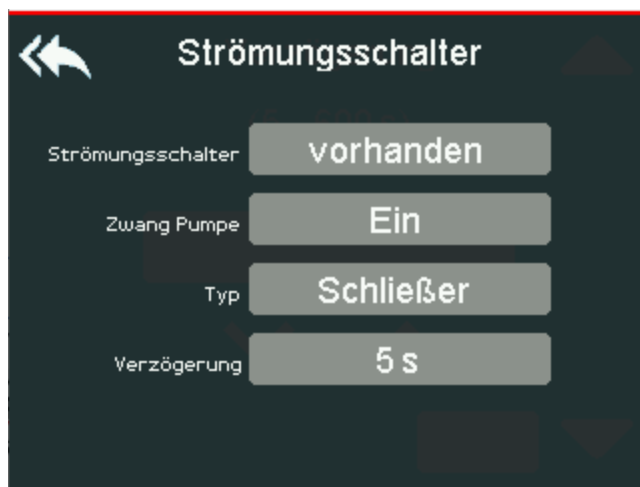 Strömungsschalter
Strömungsschalter vorhanden
Zwang Pumpe Ein
Typ Schließer
Verzögerung 5 s